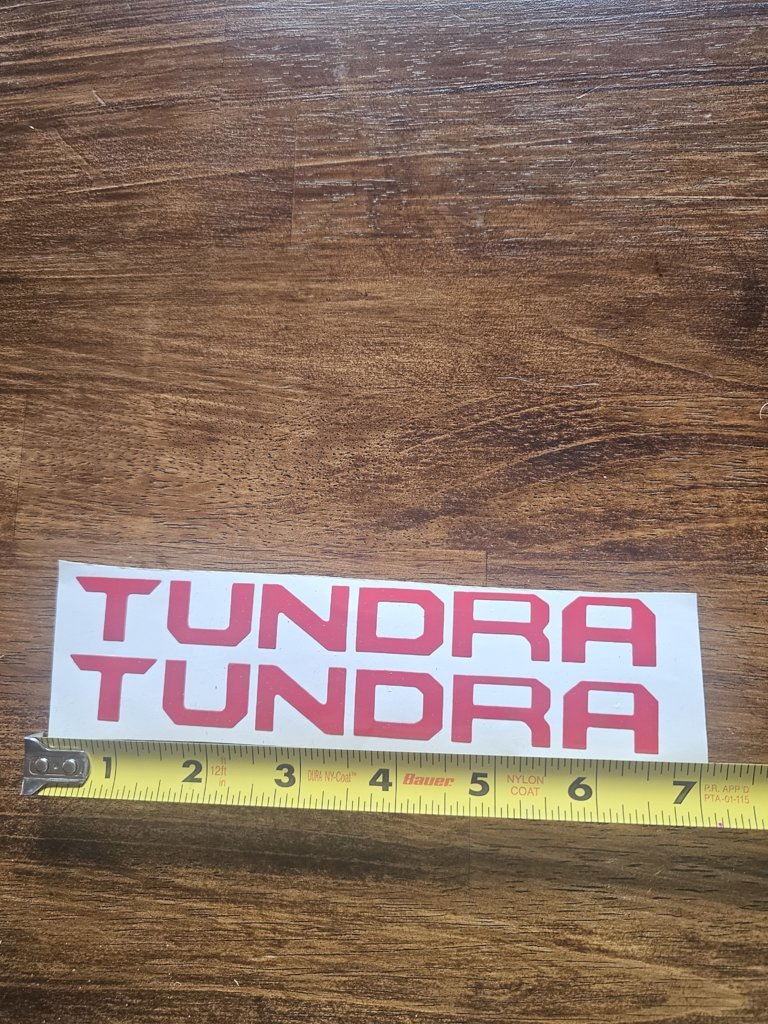 TUNDRA
TUNDRA
1 2 12ft 3 DURA NY-Coat™ 4 Bauer 5 NYLON 6 7 P.R. APP'D
in COAT PTA-01-115